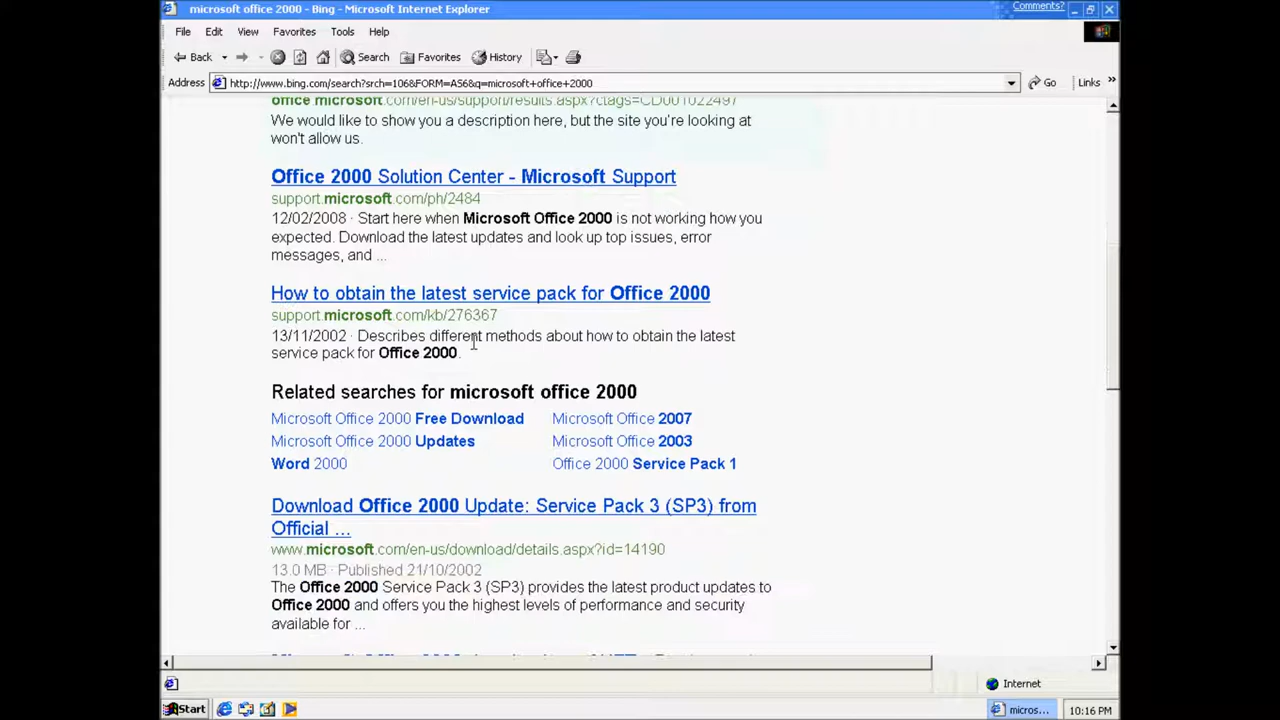 microsoft office 2000 - Bing - Microsoft Internet Explorer
Comments?
File Edit View Favorites Tools Help
Back Search Favorites History
Address http://www.bing.com/search?srch=106&FORM=AS6&q=microsoft+office+2000 Go Links »
office.microsoft.com/en-us/support/results.aspx?ctags=CD001022497
We would like to show you a description here, but the site you're looking at
won't allow us.
Office 2000 Solution Center - Microsoft Support
support.microsoft.com/ph/2484
12/02/2008 · Start here when Microsoft Office 2000 is not working how you
expected. Download the latest updates and look up top issues, error
messages, and ...
How to obtain the latest service pack for Office 2000
support.microsoft.com/kb/276367
13/11/2002 · Describes different methods about how to obtain the latest
service pack for Office 2000.
Related searches for microsoft office 2000
Microsoft Office 2000 Free Download Microsoft Office 2007
Microsoft Office 2000 Updates Microsoft Office 2003
Word 2000 Office 2000 Service Pack 1
Download Office 2000 Update: Service Pack 3 (SP3) from
Official ...
www.microsoft.com/en-us/download/details.aspx?id=14190
13.0 MB · Published 21/10/2002
The Office 2000 Service Pack 3 (SP3) provides the latest product updates to
Office 2000 and offers you the highest levels of performance and security
available for ...
Internet
Start micros... 10:16 PM